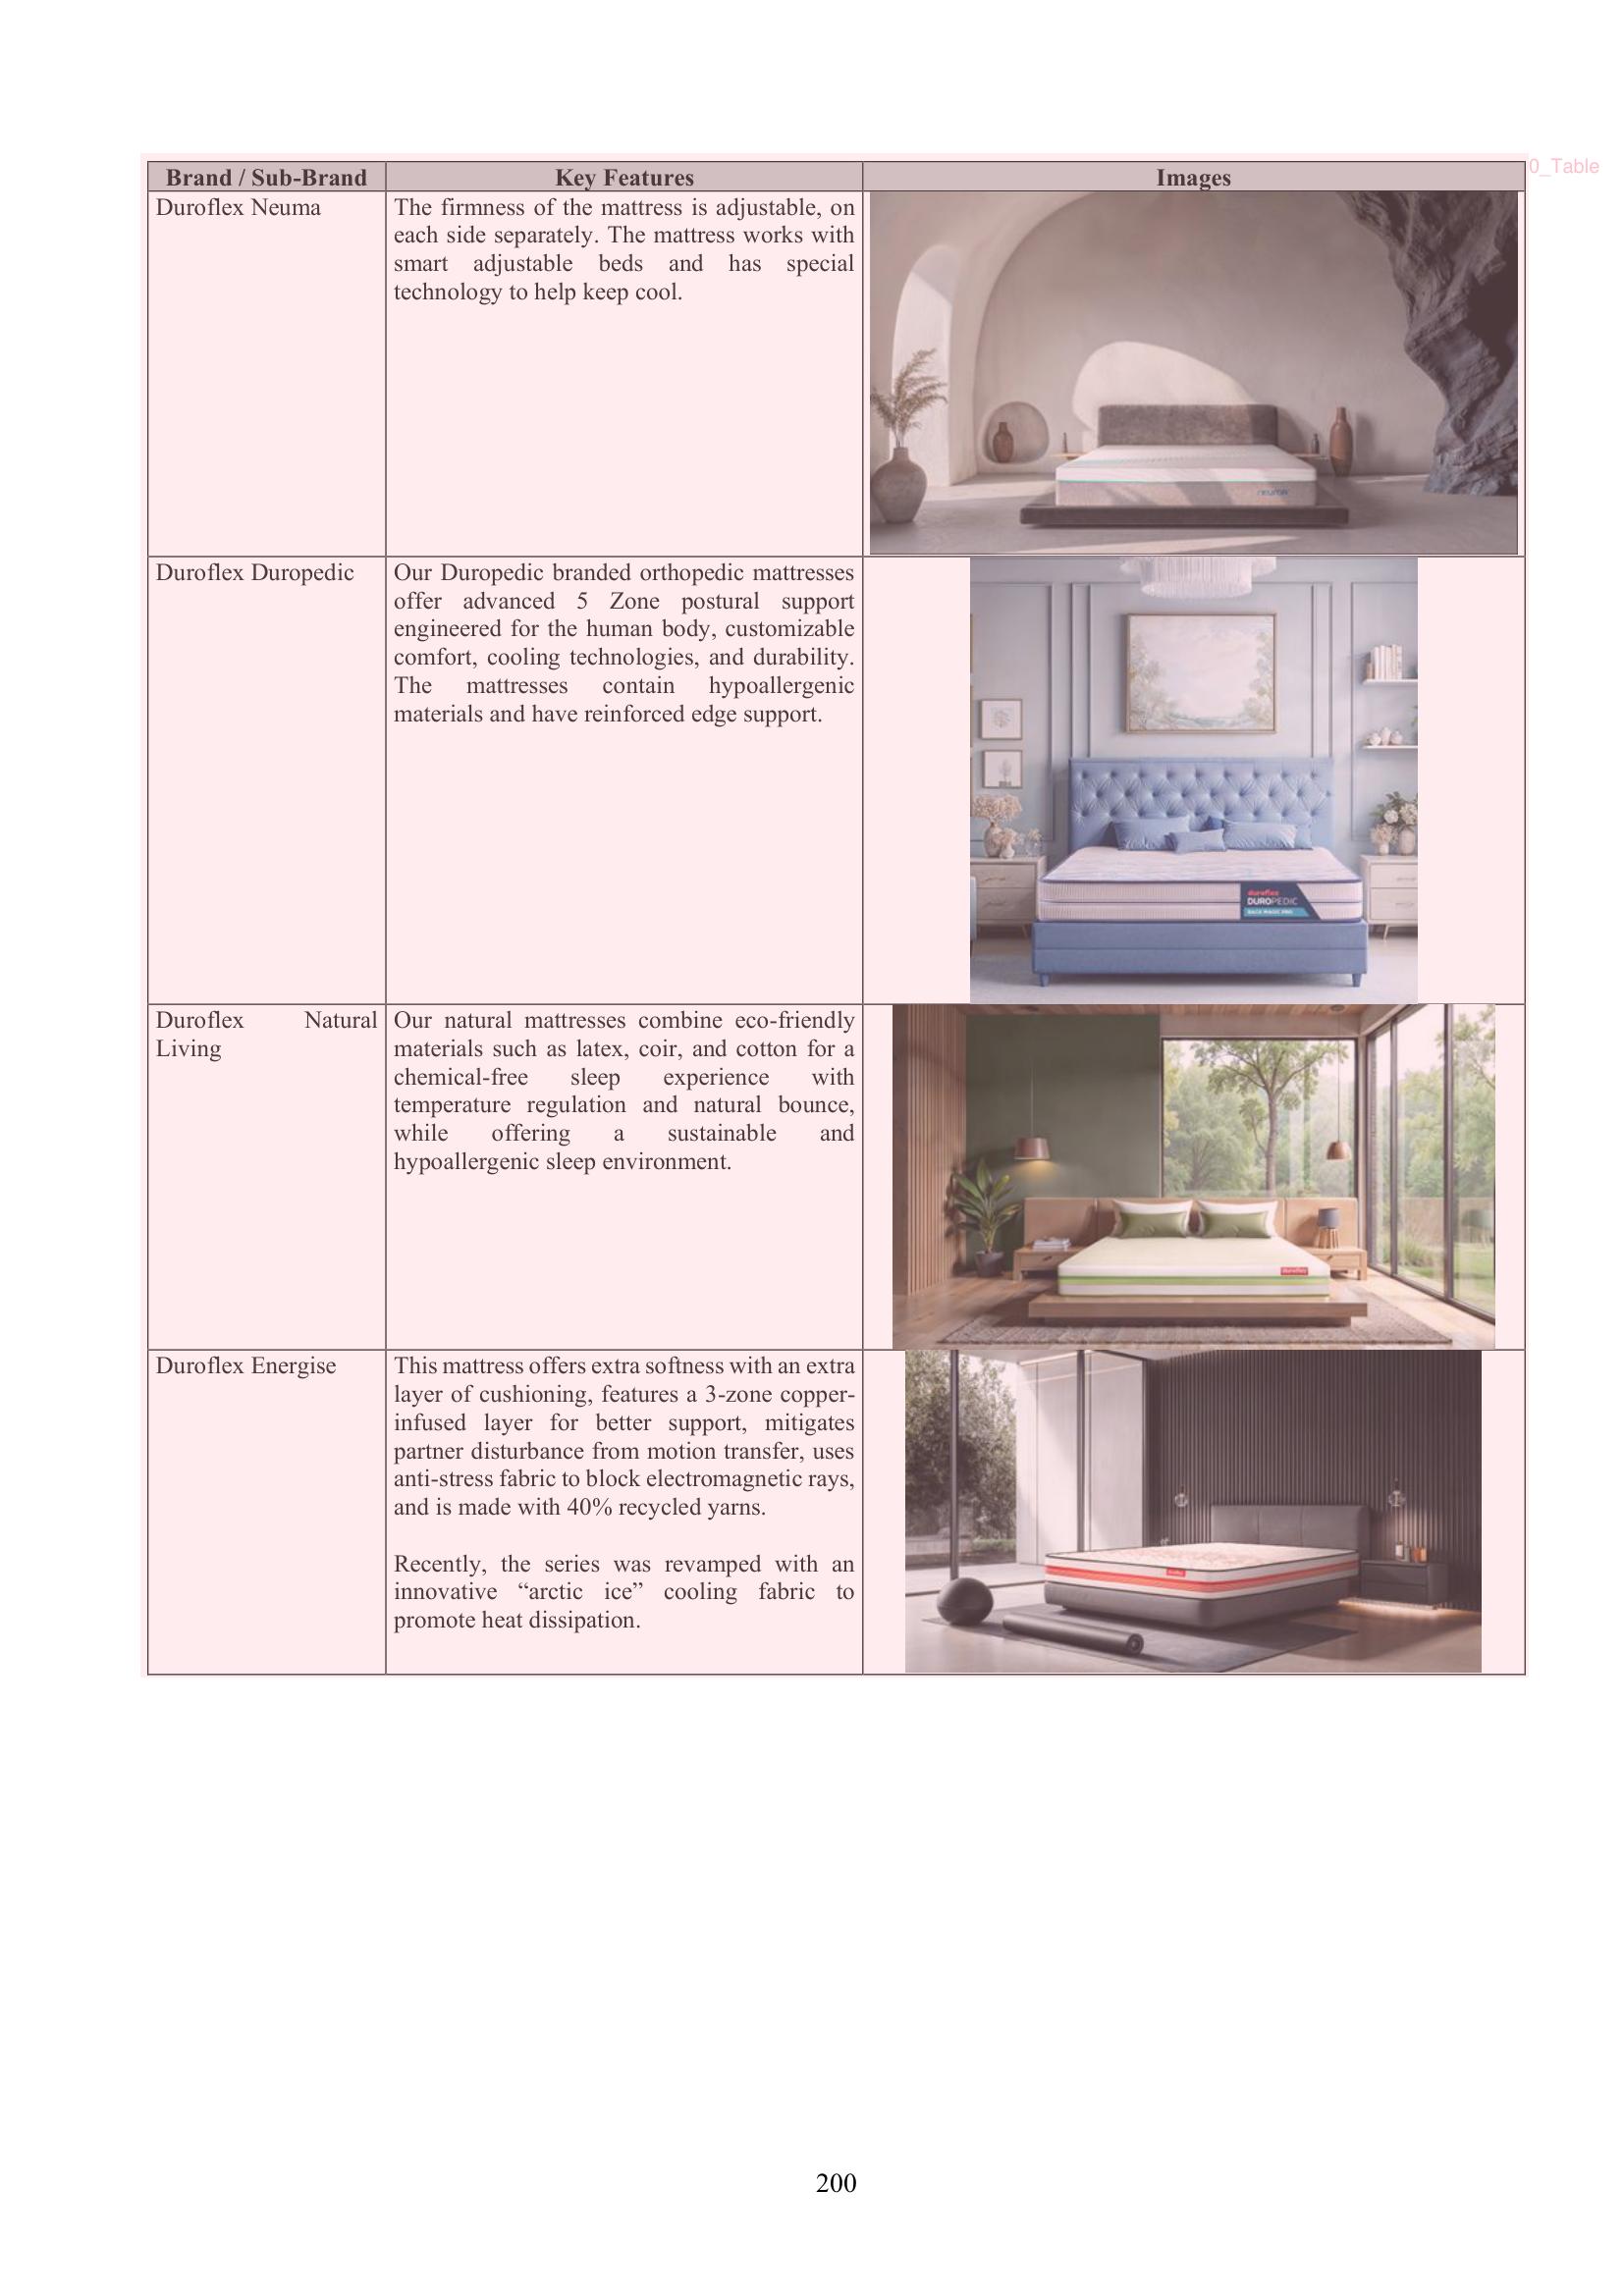 0_Table
Brand / Sub-Brand
Key Features
Images
Duroflex Neuma
The firmness of the mattress is adjustable, on
each side separately. The mattress works with
smart adjustable beds and has special
technology to help keep cool.
neuma
Duroflex Duropedic
Our Duropedic branded orthopedic mattresses
offer advanced 5 Zone postural support
engineered for the human body, customizable
comfort, cooling technologies, and durability.
The mattresses contain hypoallergenic
materials and have reinforced edge support.
duroflex
DUROPEDIC
BACK MAGIC PRO
Duroflex Natural
Living
Our natural mattresses combine eco-friendly
materials such as latex, coir, and cotton for a
chemical-free sleep experience with
temperature regulation and natural bounce,
while offering a sustainable and
hypoallergenic sleep environment.
duroflex
Duroflex Energise
This mattress offers extra softness with an extra
layer of cushioning, features a 3-zone copper-
infused layer for better support, mitigates
partner disturbance from motion transfer, uses
anti-stress fabric to block electromagnetic rays,
and is made with 40% recycled yarns.
Recently, the series was revamped with an
innovative “arctic ice” cooling fabric to
promote heat dissipation.
200